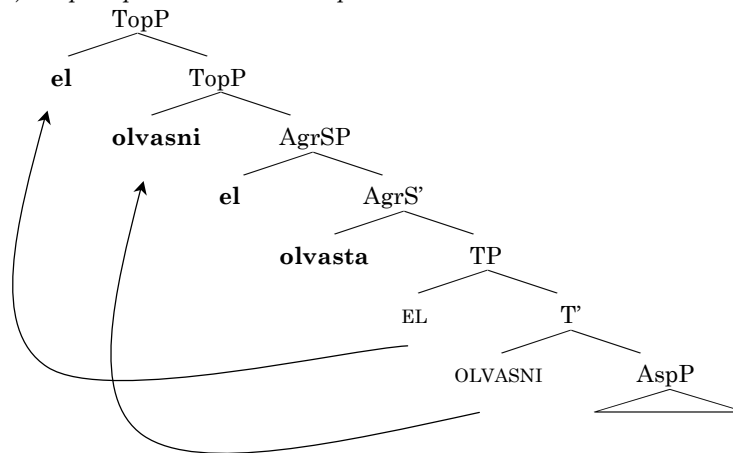 TopP
el TopP
olvasni AgrSP
el AgrS’
olvasta TP
EL T’
OLVASNI AspP